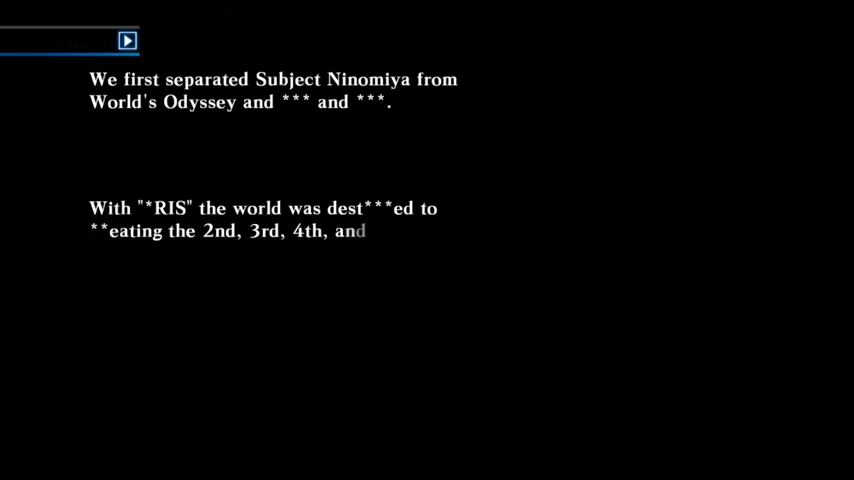 We first separated Subject Ninomiya from
World's Odyssey and *** and ***.
With "*RIS" the world was dest***ed to
**eating the 2nd, 3rd, 4th, and